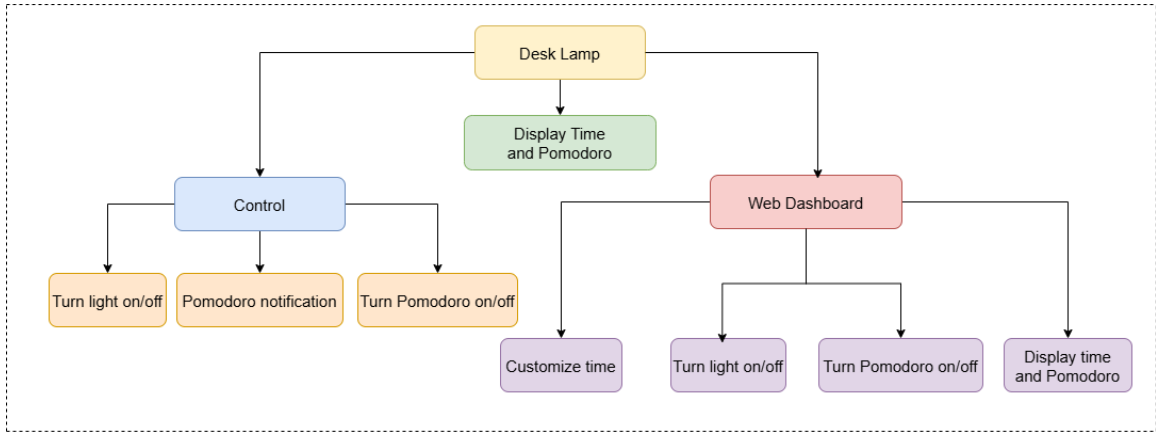 Desk Lamp
Display Time
and Pomodoro
Control
Web Dashboard
Turn light on/off
Pomodoro notification
Turn Pomodoro on/off
Customize time
Turn light on/off
Turn Pomodoro on/off
Display time
and Pomodoro